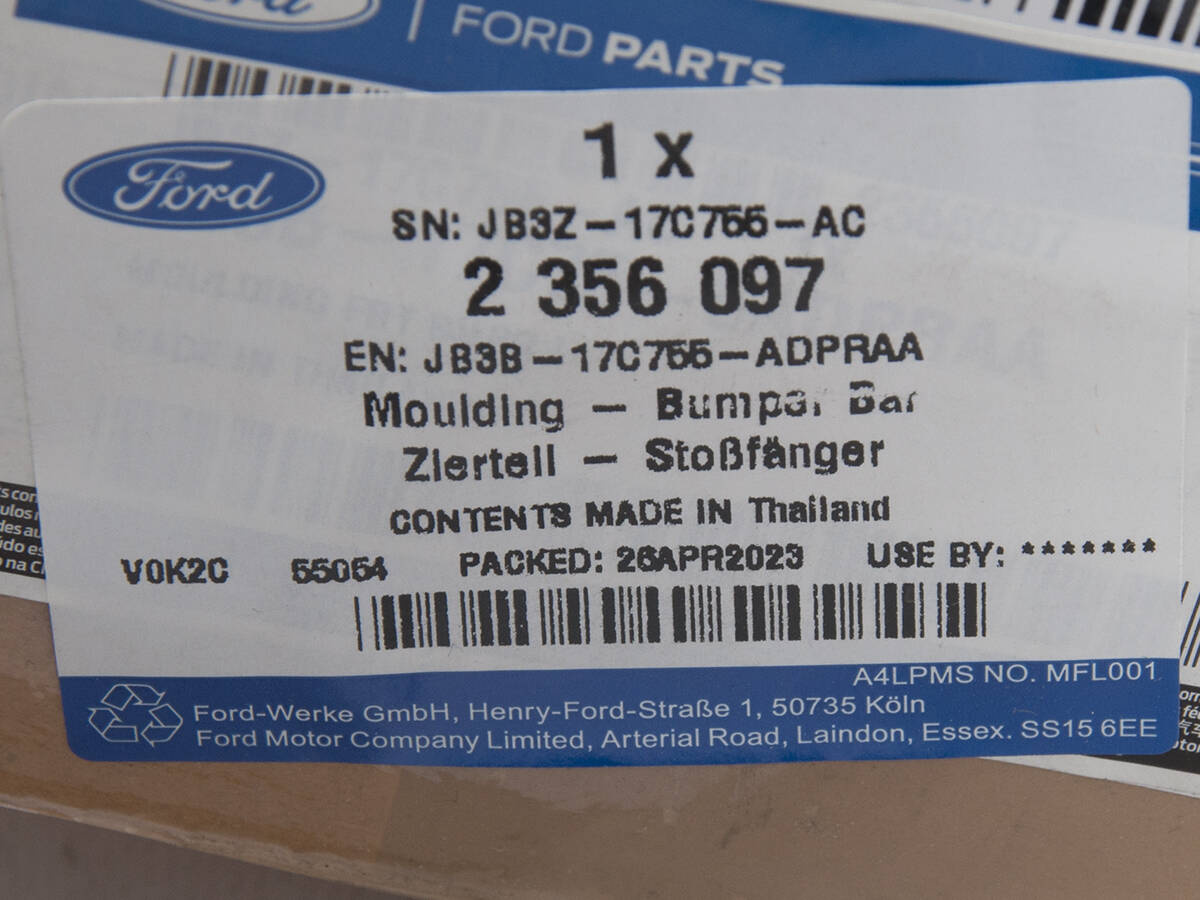 FORD PARTS
Ford
1 x
SN: JB3Z-17C755-AC
2 356 097
EN: JB3B-17C755-ADPRAA
Moulding - Bumper Bar
Zierteil - Stoßfänger
CONTENTS MADE IN Thailand
V0K2C 55054 PACKED: 26APR2023 USE BY: *******
A4LPMS NO. MFL001
Ford-Werke GmbH, Henry-Ford-Straße 1, 50735 Köln
Ford Motor Company Limited, Arterial Road, Laindon, Essex. SS15 6EE